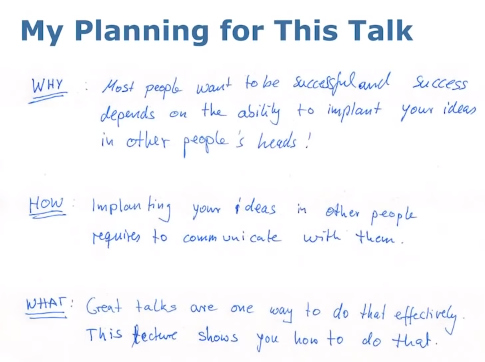 My Planning for This Talk
WHY : Most people want to be successful and success
depends on the ability to implant your ideas
in other people's heads!
HOW : Implanting your ideas in other people
requires to communicate with them.
WHAT : Great talks are one way to do that effectively.
This lecture shows you how to do that.